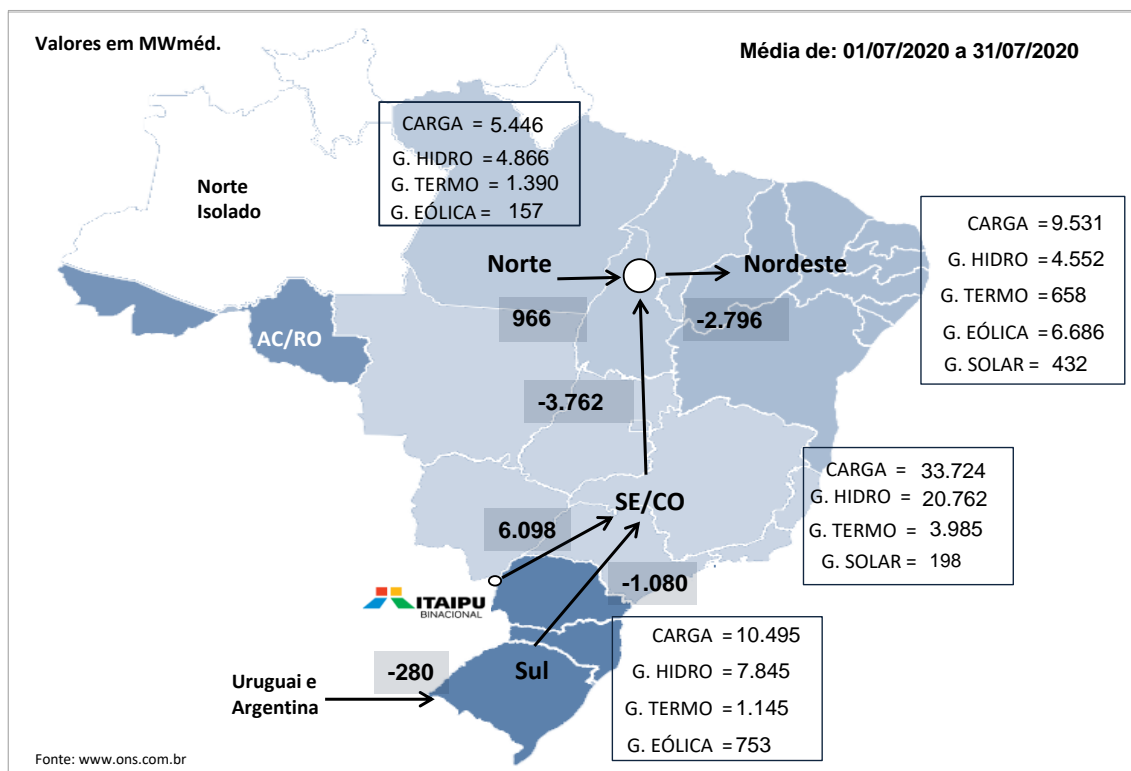 Valores em MWméd.
Média de: 01/07/2020 a 31/07/2020
CARGA = 5.446
G. HIDRO = 4.866
G. TERMO = 1.390
G. EÓLICA = 157
Norte
Isolado
CARGA = 9.531
G. HIDRO = 4.552
G. TERMO = 658
G. EÓLICA = 6.686
G. SOLAR = 432
Norte
Nordeste
966
-2.796
AC/RO
-3.762
CARGA = 33.724
G. HIDRO = 20.762
G. TERMO = 3.985
G. SOLAR = 198
SE/CO
6.098
-1.080
ITAIPU
BINACIONAL
CARGA = 10.495
G. HIDRO = 7.845
G. TERMO = 1.145
G. EÓLICA = 753
-280
Sul
Uruguai e
Argentina
Fonte: www.ons.com.br